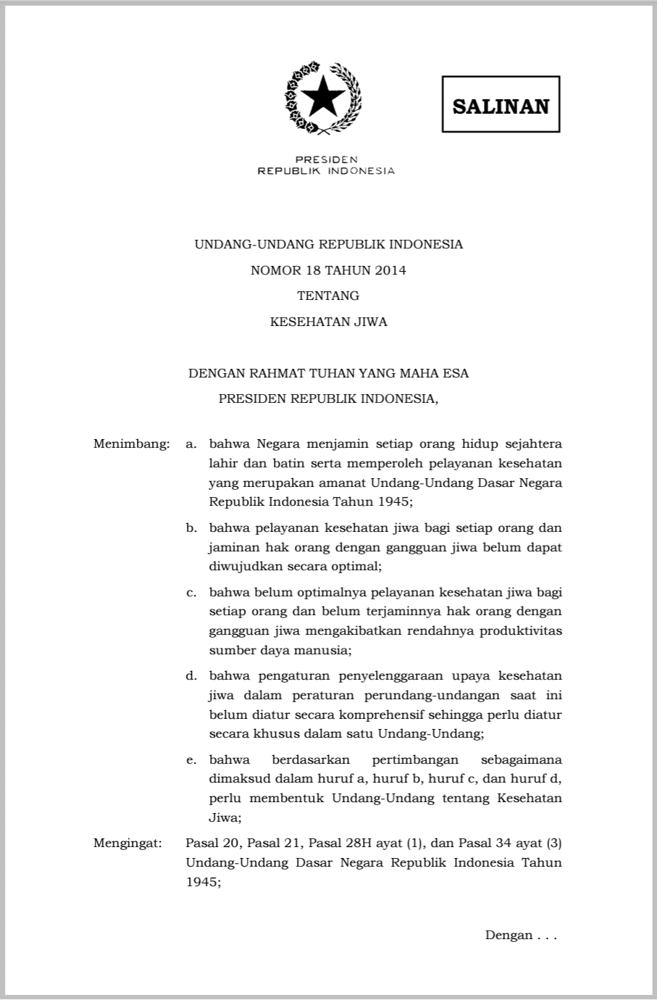 SALINAN
PRESIDEN
REPUBLIK INDONESIA
UNDANG-UNDANG REPUBLIK INDONESIA
NOMOR 18 TAHUN 2014
TENTANG
KESEHATAN JIWA
DENGAN RAHMAT TUHAN YANG MAHA ESA
PRESIDEN REPUBLIK INDONESIA,
Menimbang: a. bahwa Negara menjamin setiap orang hidup sejahtera
lahir dan batin serta memperoleh pelayanan kesehatan
yang merupakan amanat Undang-Undang Dasar Negara
Republik Indonesia Tahun 1945;
b. bahwa pelayanan kesehatan jiwa bagi setiap orang dan
jaminan hak orang dengan gangguan jiwa belum dapat
diwujudkan secara optimal;
c. bahwa belum optimalnya pelayanan kesehatan jiwa bagi
setiap orang dan belum terjaminnya hak orang dengan
gangguan jiwa mengakibatkan rendahnya produktivitas
sumber daya manusia;
d. bahwa pengaturan penyelenggaraan upaya kesehatan
jiwa dalam peraturan perundang-undangan saat ini
belum diatur secara komprehensif sehingga perlu diatur
secara khusus dalam satu Undang-Undang;
e. bahwa berdasarkan pertimbangan sebagaimana
dimaksud dalam huruf a, huruf b, huruf c, dan huruf d,
perlu membentuk Undang-Undang tentang Kesehatan
Jiwa;
Mengingat: Pasal 20, Pasal 21, Pasal 28H ayat (1), dan Pasal 34 ayat (3)
Undang-Undang Dasar Negara Republik Indonesia Tahun
1945;
Dengan . . .